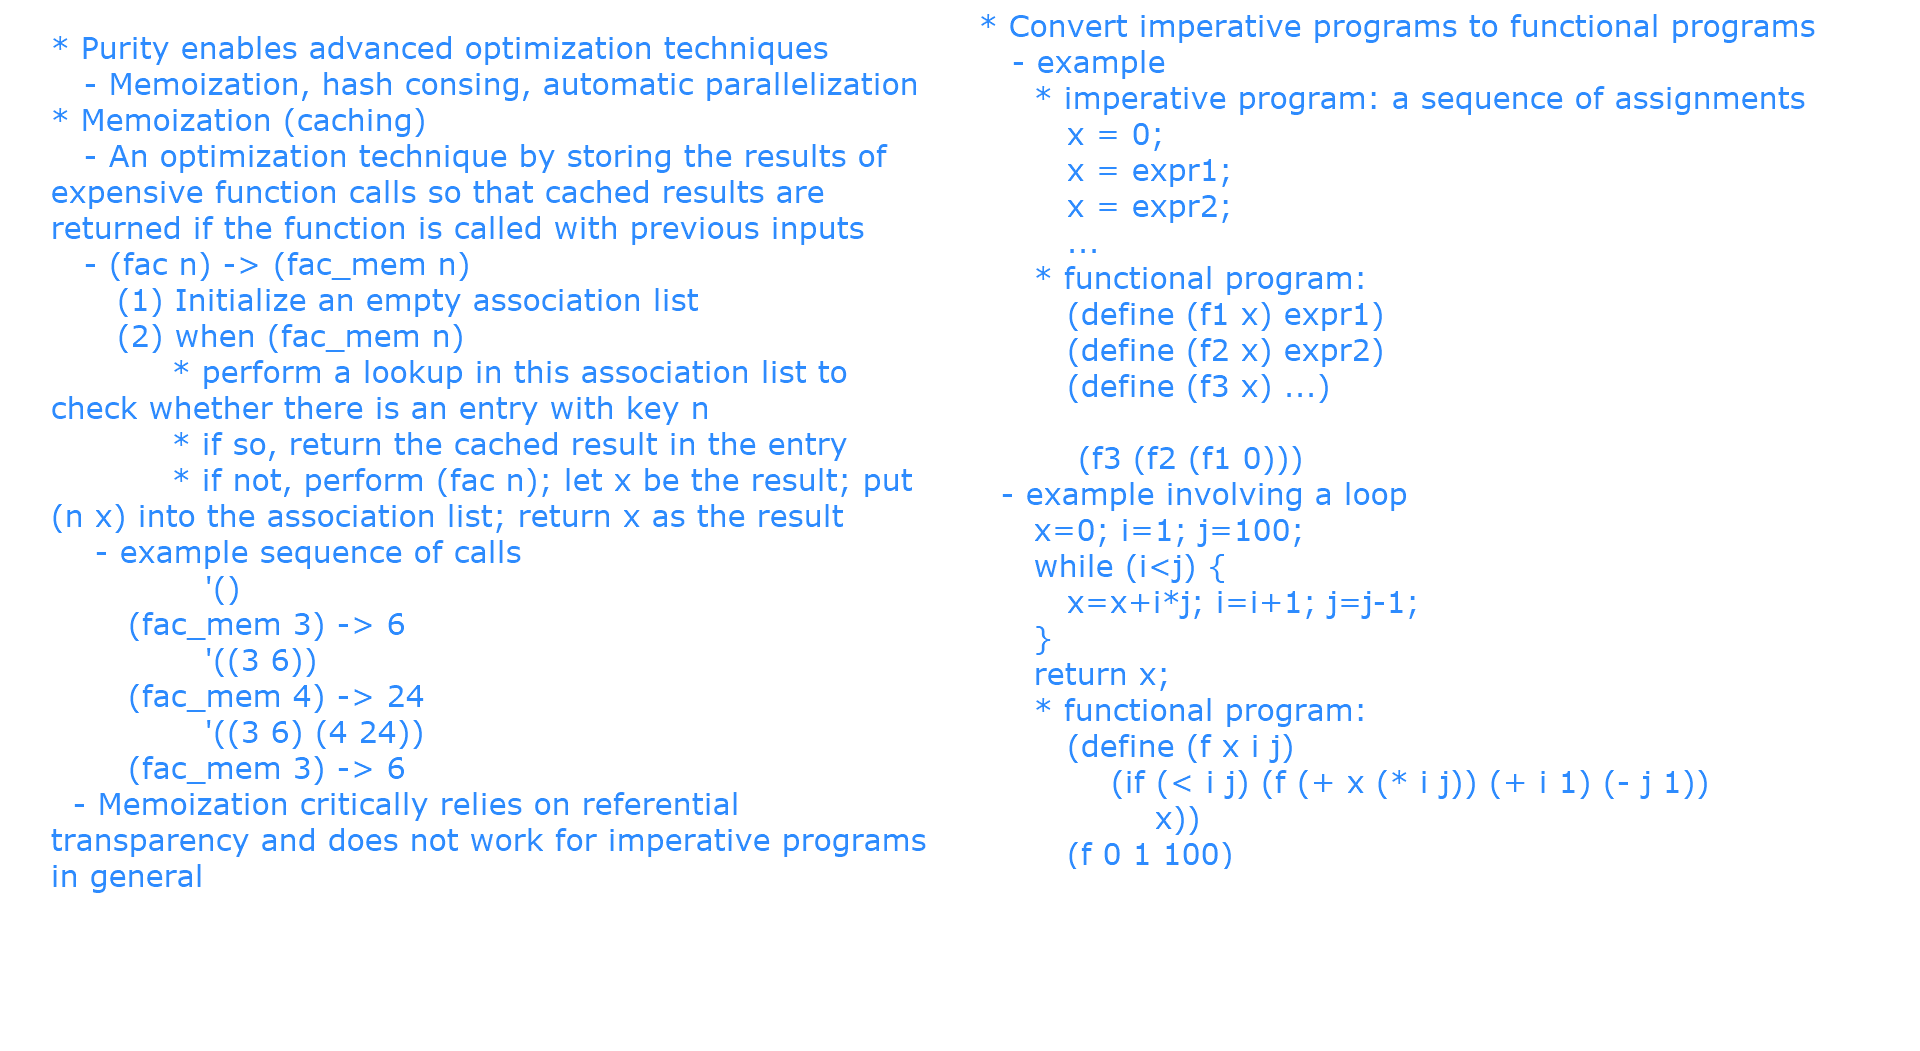 * Purity enables advanced optimization techniques
- Memoization, hash consing, automatic parallelization
* Memoization (caching)
- An optimization technique by storing the results of
expensive function calls so that cached results are
returned if the function is called with previous inputs
- (fac n) -> (fac_mem n)
(1) Initialize an empty association list
(2) when (fac_mem n)
* perform a lookup in this association list to
check whether there is an entry with key n
* if so, return the cached result in the entry
* if not, perform (fac n); let x be the result; put
(n x) into the association list; return x as the result
- example sequence of calls
'()
(fac_mem 3) -> 6
'((3 6))
(fac_mem 4) -> 24
'((3 6) (4 24))
(fac_mem 3) -> 6
- Memoization critically relies on referential
transparency and does not work for imperative programs
in general
* Convert imperative programs to functional programs
- example
* imperative program: a sequence of assignments
x = 0;
x = expr1;
x = expr2;
...
* functional program:
(define (f1 x) expr1)
(define (f2 x) expr2)
(define (f3 x) ...)
(f3 (f2 (f1 0)))
- example involving a loop
x=0; i=1; j=100;
while (i<j) {
x=x+i*j; i=i+1; j=j-1;
}
return x;
* functional program:
(define (f x i j)
(if (< i j) (f (+ x (* i j)) (+ i 1) (- j 1))
x))
(f 0 1 100)